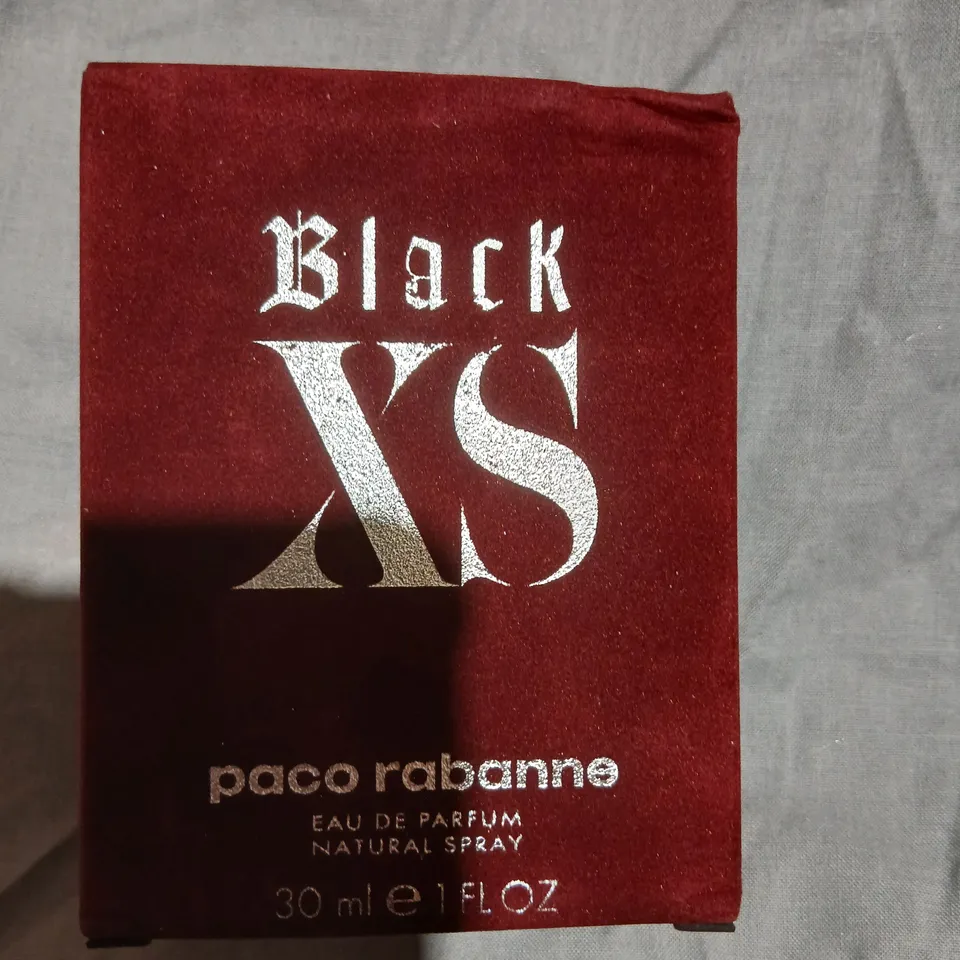 Black
XS
paco rabanne
EAU DE PARFUM
NATURAL SPRAY
30 ml e 1 FL OZ